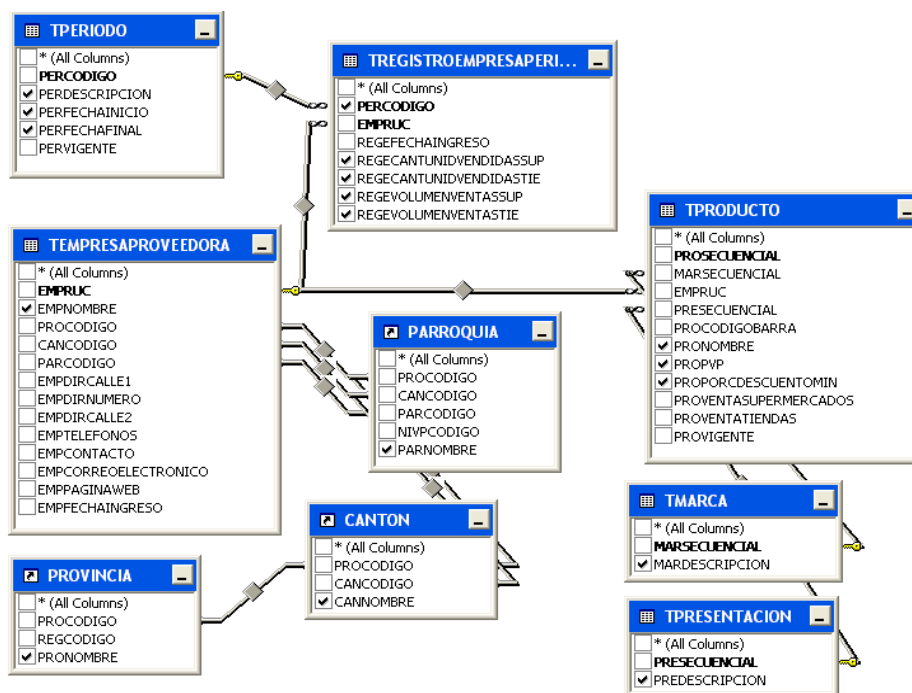 TPERIODO
* (All Columns)
PERCODIGO
PERDESCRIPCION
PERFECHAINICIO
PERFECHAFINAL
PERVIGENTE
TREGISTROEMPRESAPERI...
* (All Columns)
PERCODIGO
EMPRUC
REGEFECHAINGRESO
REGECANTUNIDVENDIDASSUP
REGECANTUNIDVENDIDASTIE
REGEVOLUMENVENTASSUP
REGEVOLUMENVENTASTIE
TEMPRESAPROVEEDORA
* (All Columns)
EMPRUC
EMPNOMBRE
PROCODIGO
CANCODIGO
PARCODIGO
EMPDIRCALLE1
EMPDIRNUMERO
EMPDIRCALLE2
EMPTELEFONOS
EMPCONTACTO
EMPCORREOELECTRONICO
EMPPAGINAWEB
EMPFECHAINGRESO
PARROQUIA
* (All Columns)
PROCODIGO
CANCODIGO
PARCODIGO
NIVPCODIGO
PARNOMBRE
TPRODUCTO
* (All Columns)
PROSECUENCIAL
MARSECUENCIAL
EMPRUC
PRESECUENCIAL
PROCODIGOBARRA
PRONOMBRE
PROPVP
PROPORCDESCUENTOMIN
PROVENTASUPERMERCADOS
PROVENTATIENDAS
PROVIGENTE
CANTON
* (All Columns)
PROCODIGO
CANCODIGO
CANNOMBRE
TMARCA
* (All Columns)
MARSECUENCIAL
MARDESCRIPCION
PROVINCIA
* (All Columns)
PROCODIGO
REGCODIGO
PRONOMBRE
TPRESENTACION
* (All Columns)
PRESECUENCIAL
PREDESCRIPCION